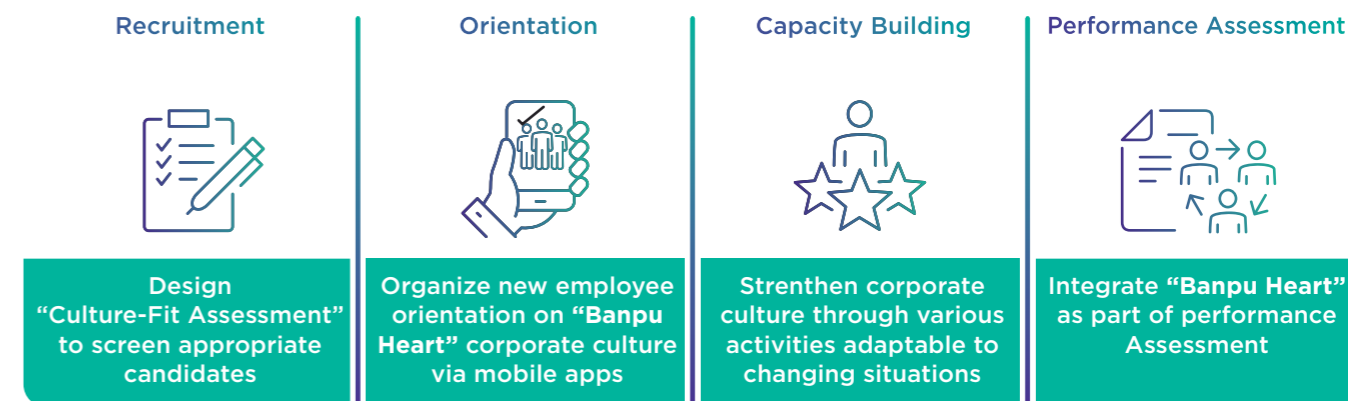 Recruitment
Orientation
Capacity Building
Performance Assessment
Design
“Culture-Fit Assessment”
to screen appropriate
candidates
Organize new employee
orientation on “Banpu
Heart” corporate culture
via mobile apps
Strenthen corporate
culture through various
activities adaptable to
changing situations
Integrate “Banpu Heart”
as part of performance
Assessment